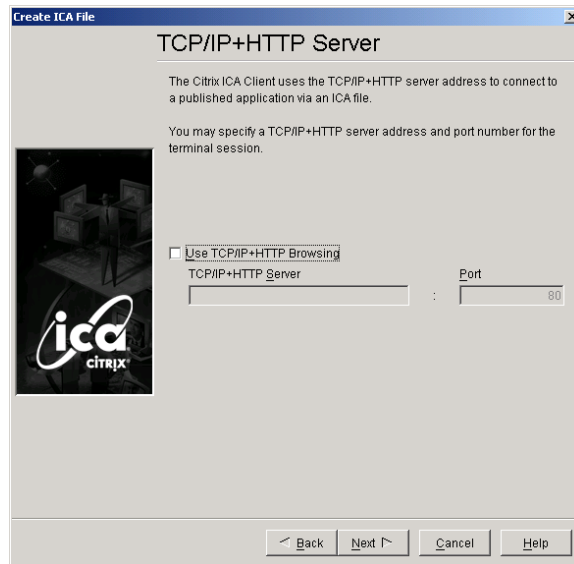 Create ICA File
TCP/IP+HTTP Server
The Citrix ICA Client uses the TCP/IP+HTTP server address to connect to
a published application via an ICA file.
You may specify a TCP/IP+HTTP server address and port number for the
terminal session.
Use TCP/IP+HTTP Browsing
TCP/IP+HTTP Server
Port
:
80
ica
CITRIX®
< Back
Next >
Cancel
Help